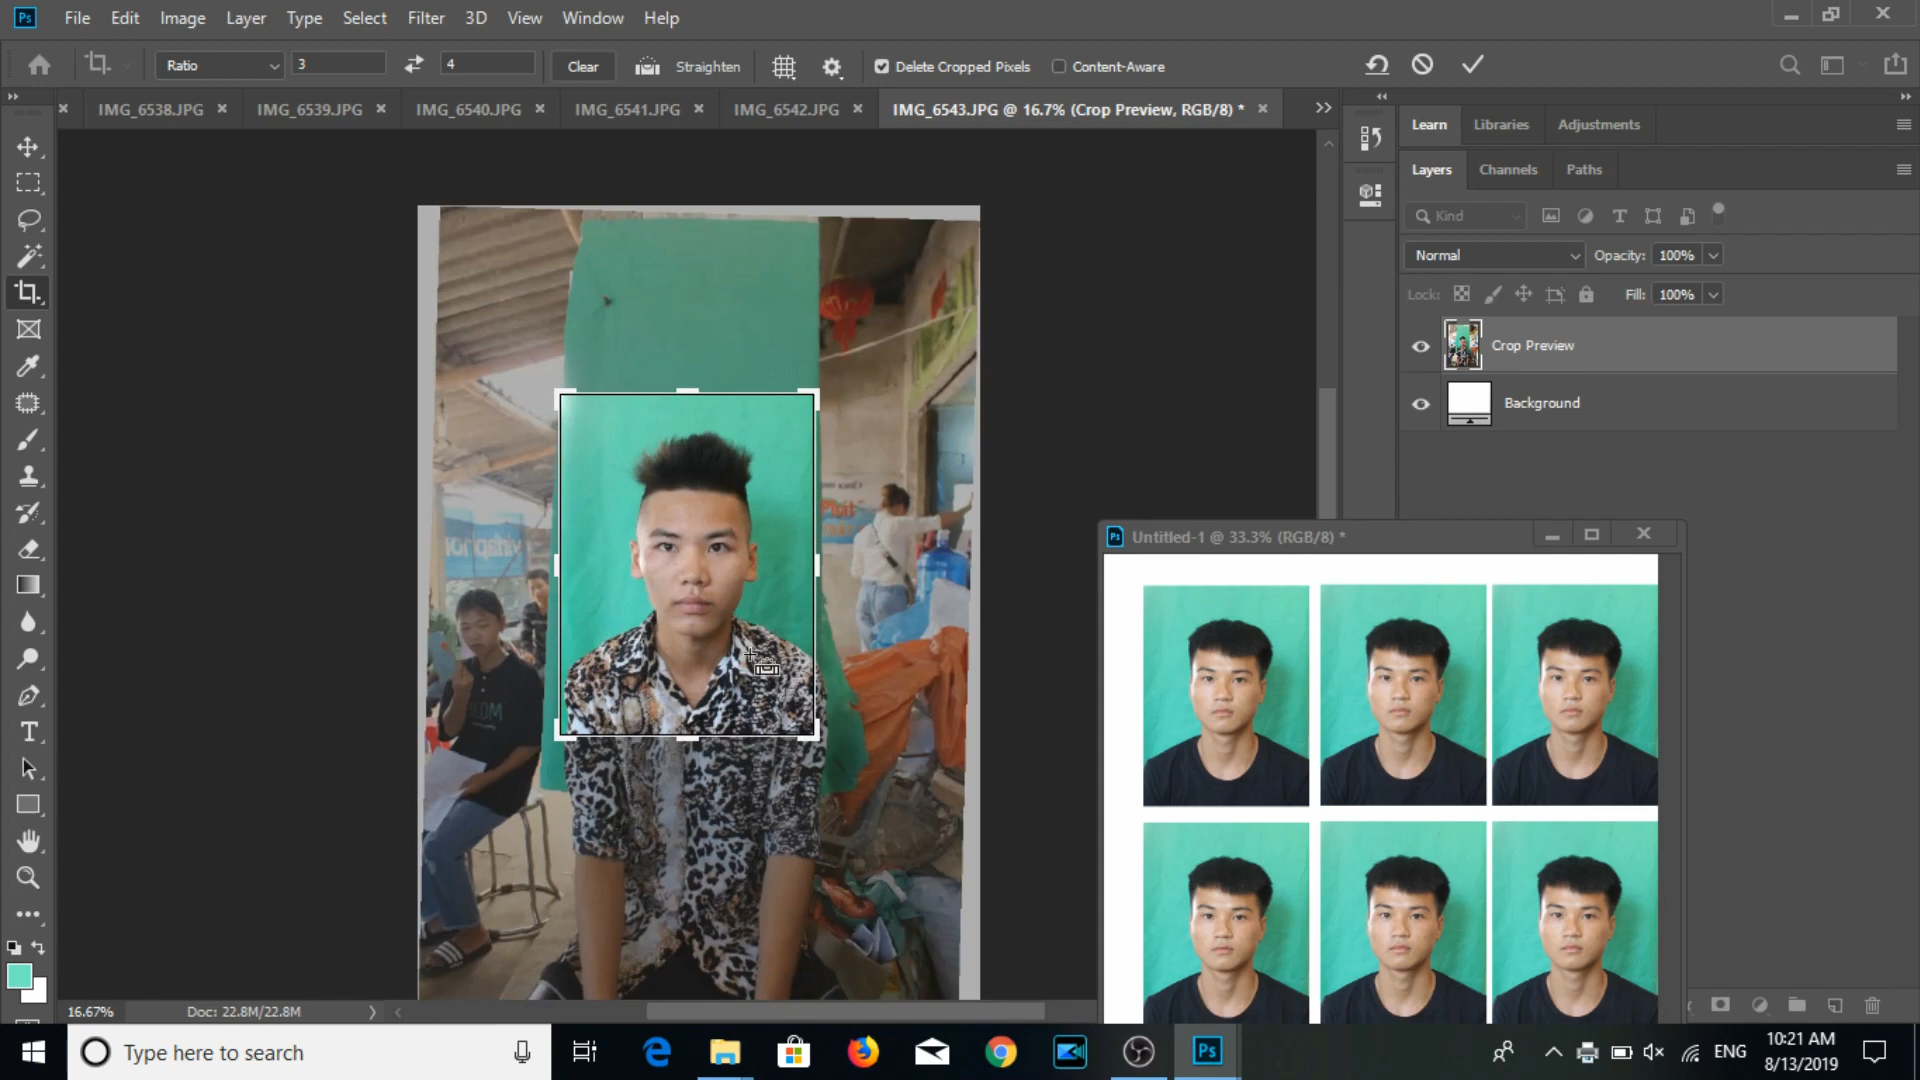 Ps File Edit Image Layer Type Select Filter 3D View Window Help
Ratio 3 4 Clear Straighten Delete Cropped Pixels Content-Aware
IMG_6538.JPG IMG_6539.JPG IMG_6540.JPG IMG_6541.JPG IMG_6542.JPG IMG_6543.JPG @ 16.7% (Crop Preview, RGB/8) *
Learn Libraries Adjustments
Layers Channels Paths
Kind
Normal Opacity: 100%
Lock: Fill: 100%
Crop Preview
Background
Ps Untitled-1 @ 33.3% (RGB/8) *
16.67% Doc: 22.8M/22.8M
Type here to search
Ps
ENG
10:21 AM
8/13/2019